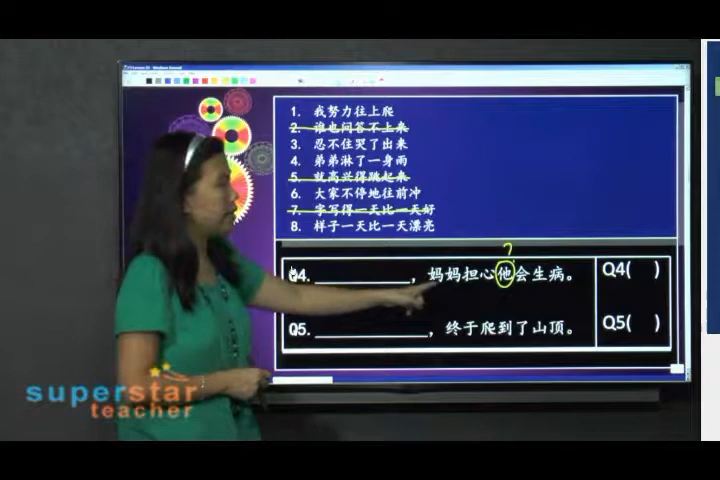 1. 我努力往上爬
2. 谁也问答不上来
3. 忍不住哭了出来
4. 弟弟淋了一身雨
5. 就高兴得跳起来
6. 大家不停地往前冲
7. 字写得一天比一天好
8. 样子一天比一天漂亮
?
Q4. ____________, 妈妈担心他会生病。 Q4( )
Q5. ____________, 终于爬到了山顶。 Q5( )
superstar
teacher